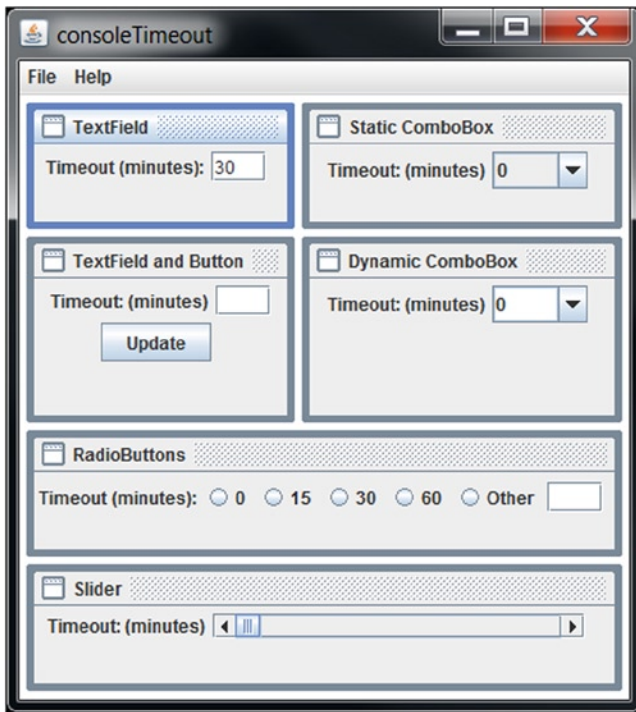 consoleTimeout
File Help
TextField
Timeout (minutes): 30
Static ComboBox
Timeout: (minutes) 0
TextField and Button
Timeout: (minutes)
Update
Dynamic ComboBox
Timeout: (minutes) 0
RadioButtons
Timeout (minutes): 0 15 30 60 Other
Slider
Timeout: (minutes)